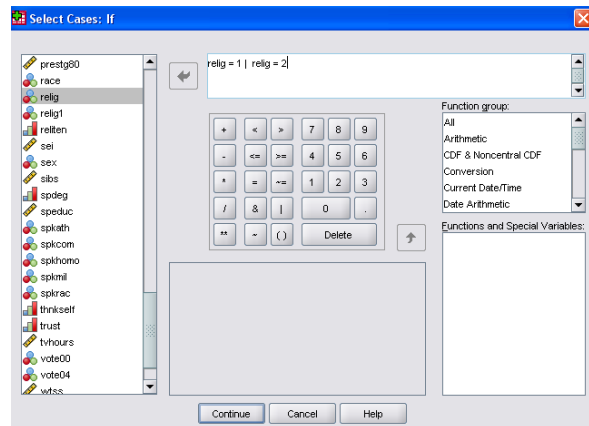 Select Cases: If
prestg80
race
relig
relig1
reliten
sei
sex
sibs
spdeg
speduc
spkath
spkcom
spkhomo
spkmil
spkrac
thnkself
trust
tvhours
vote00
vote04
wtss
relig = 1 | relig = 2
+ < > 7 8 9
- <= >= 4 5 6
* = ~= 1 2 3
/ & | 0 .
** ~ ( ) Delete
Function group:
All
Arithmetic
CDF & Noncentral CDF
Conversion
Current Date/Time
Date Arithmetic
Functions and Special Variables:
Continue Cancel Help